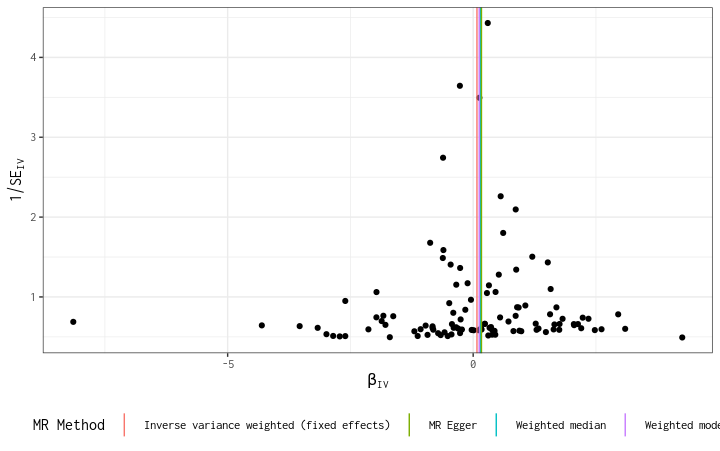 4
3
2
1
1/SE_IV
-5
0
β_IV
MR Method Inverse variance weighted (fixed effects) MR Egger Weighted median Weighted mode